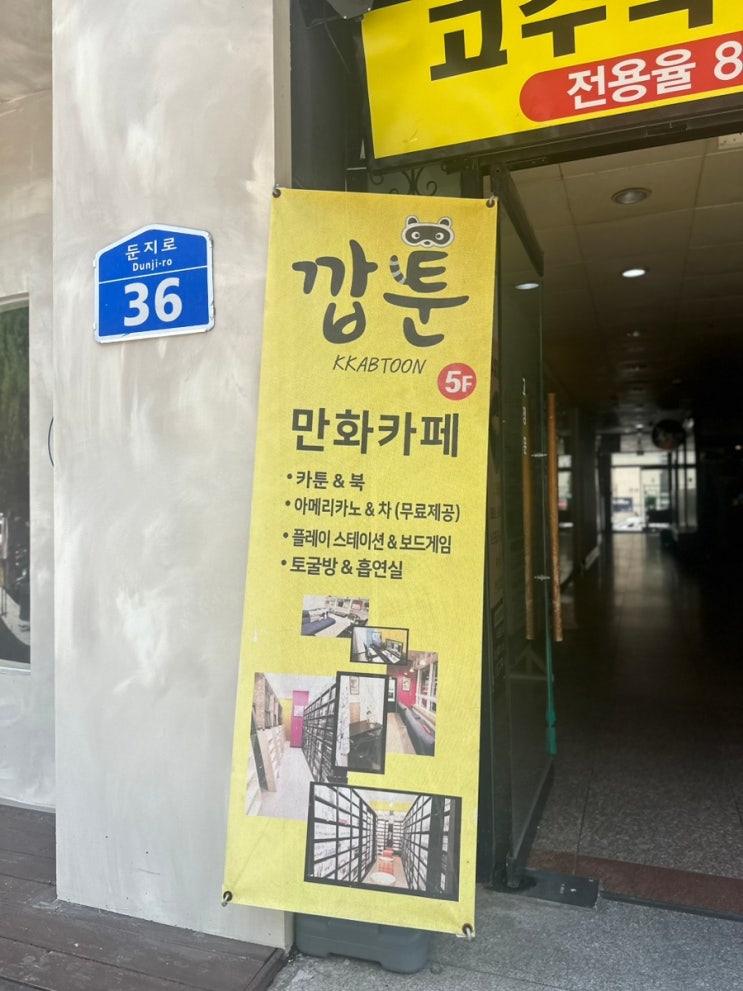 전용율 8
둔지로
Dunji-ro
36
깝툰
KKABTOON
5F
만화카페
•카툰 & 북
•아메리카노 & 차 (무료제공)
•플레이 스테이션 & 보드게임
•토굴방 & 흡연실